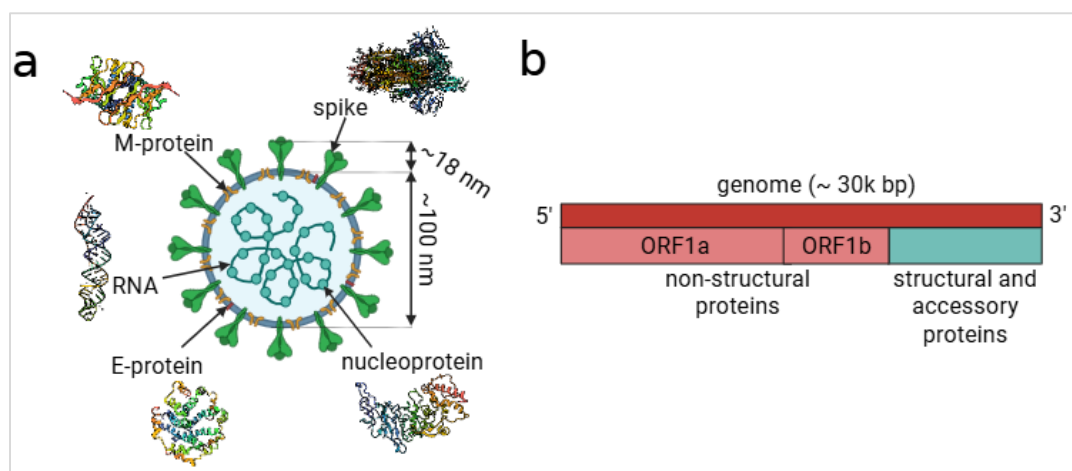 a
spike
M-protein
~18 nm
~100 nm
RNA
E-protein
nucleoprotein
b
genome (~ 30k bp)
5'
3'
ORF1a
ORF1b
non-structural
proteins
structural and
accessory
proteins